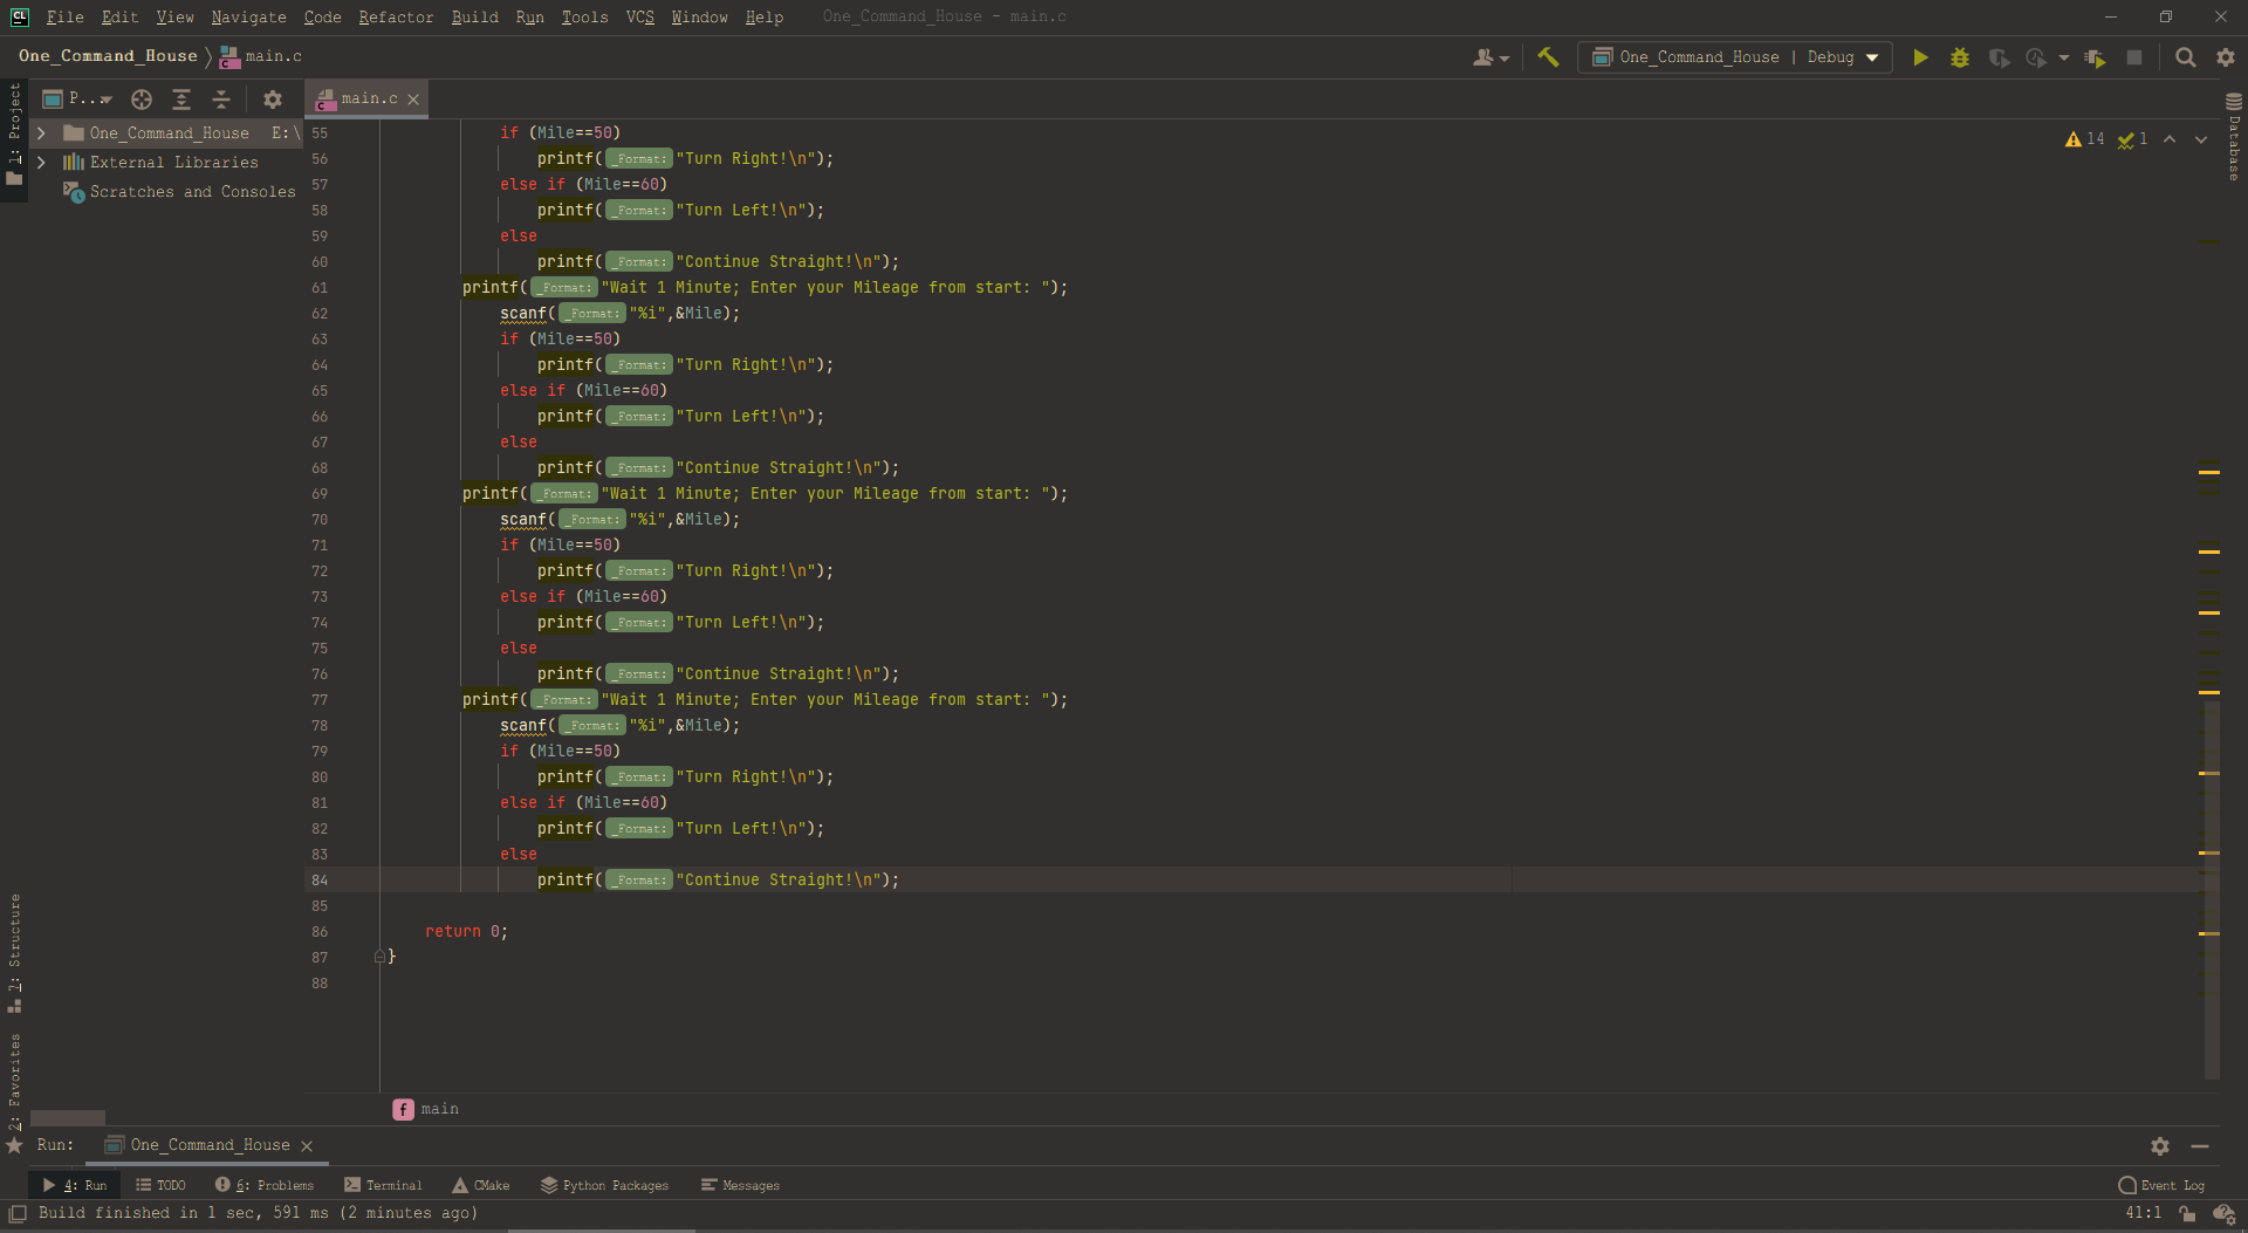 CL File Edit View Navigate Code Refactor Build Run Tools VCS Window Help One_Command_House - main.c
One_Command_House main.c One_Command_House | Debug
P... main.c
1: Project
One_Command_House E:\
External Libraries
Scratches and Consoles
14 1
Database
55 if (Mile==50)
56 printf(_Format: "Turn Right!\n");
57 else if (Mile==60)
58 printf(_Format: "Turn Left!\n");
59 else
60 printf(_Format: "Continue Straight!\n");
61 printf(_Format: "Wait 1 Minute; Enter your Mileage from start: ");
62 scanf(_Format: "%i",&Mile);
63 if (Mile==50)
64 printf(_Format: "Turn Right!\n");
65 else if (Mile==60)
66 printf(_Format: "Turn Left!\n");
67 else
68 printf(_Format: "Continue Straight!\n");
69 printf(_Format: "Wait 1 Minute; Enter your Mileage from start: ");
70 scanf(_Format: "%i",&Mile);
71 if (Mile==50)
72 printf(_Format: "Turn Right!\n");
73 else if (Mile==60)
74 printf(_Format: "Turn Left!\n");
75 else
76 printf(_Format: "Continue Straight!\n");
77 printf(_Format: "Wait 1 Minute; Enter your Mileage from start: ");
78 scanf(_Format: "%i",&Mile);
79 if (Mile==50)
80 printf(_Format: "Turn Right!\n");
81 else if (Mile==60)
82 printf(_Format: "Turn Left!\n");
83 else
84 printf(_Format: "Continue Straight!\n");
85
86 return 0;
87 }
88
7: Structure
2: Favorites
f main
Run: One_Command_House
4: Run TODO 6: Problems Terminal CMake Python Packages Messages Event Log
Build finished in 1 sec, 591 ms (2 minutes ago) 41:1